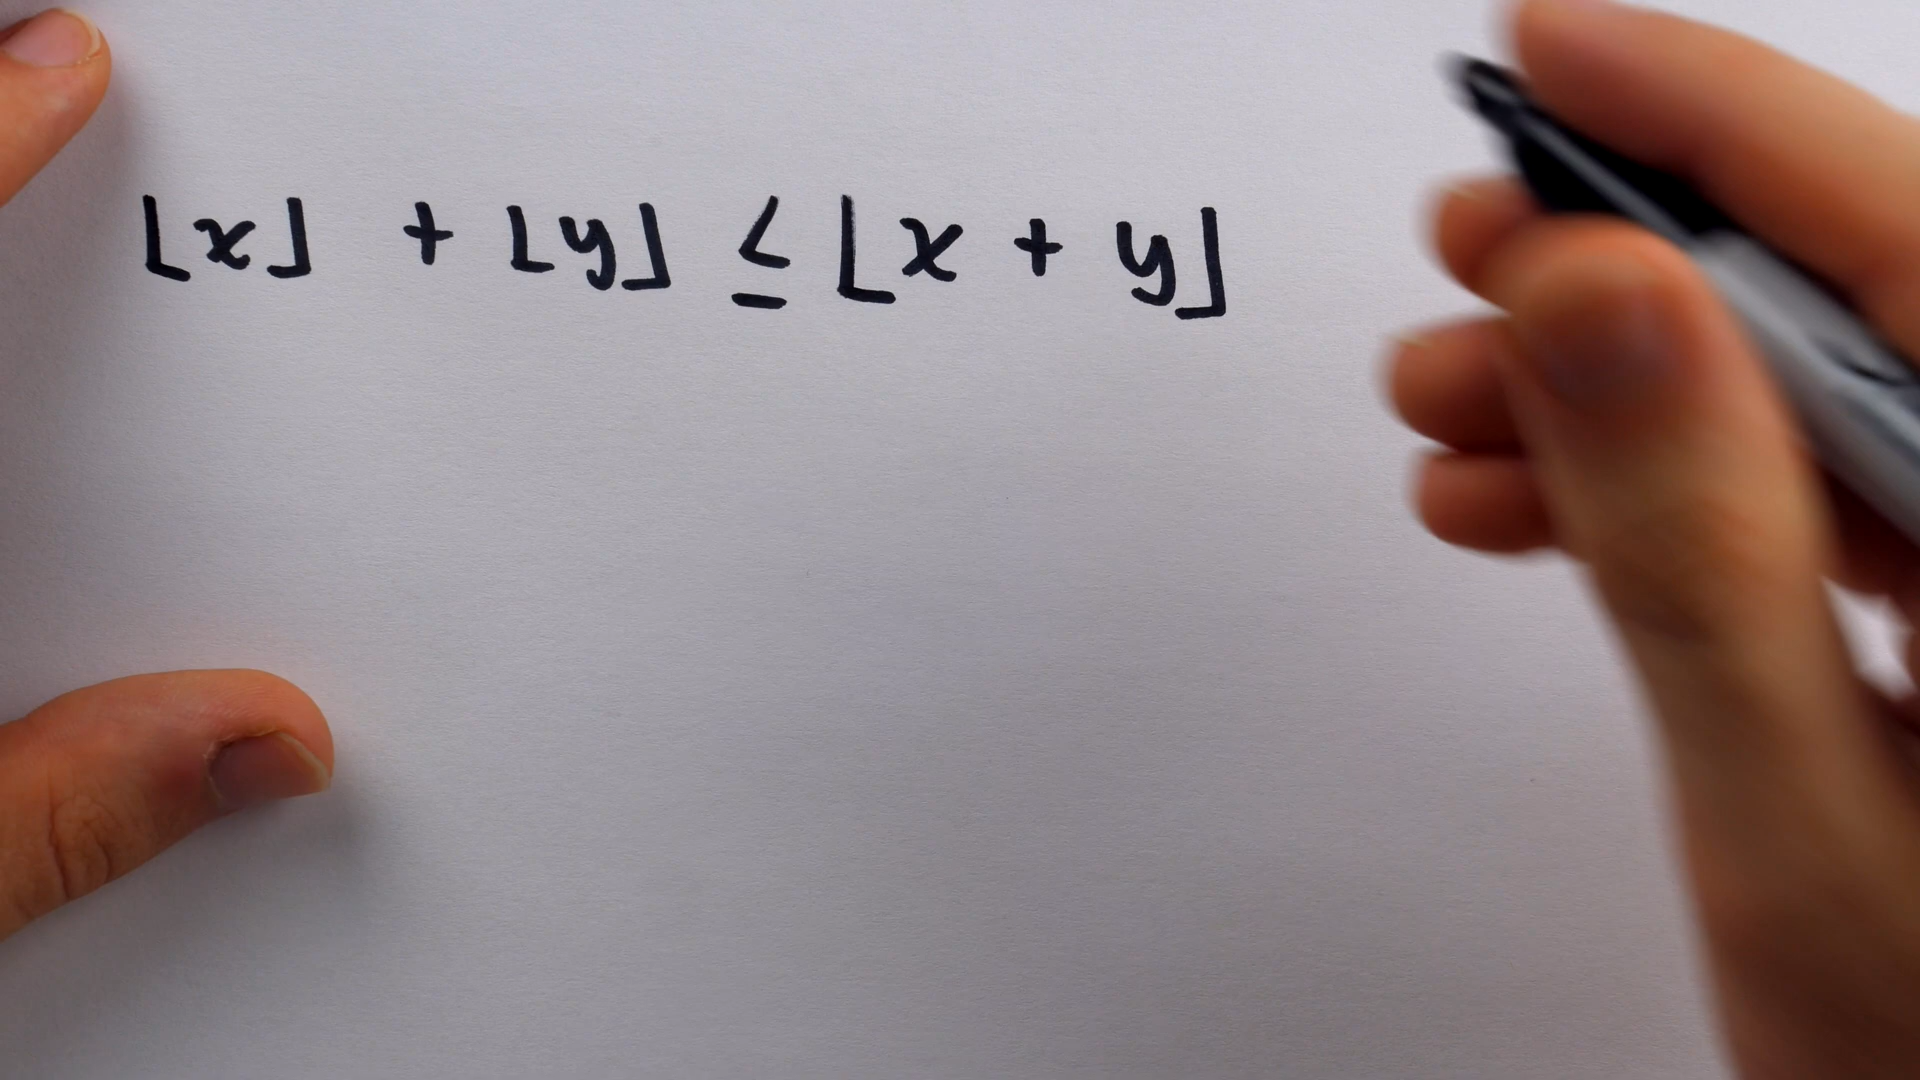 ⌊x⌋ + ⌊y⌋ ≤ ⌊x + y⌋